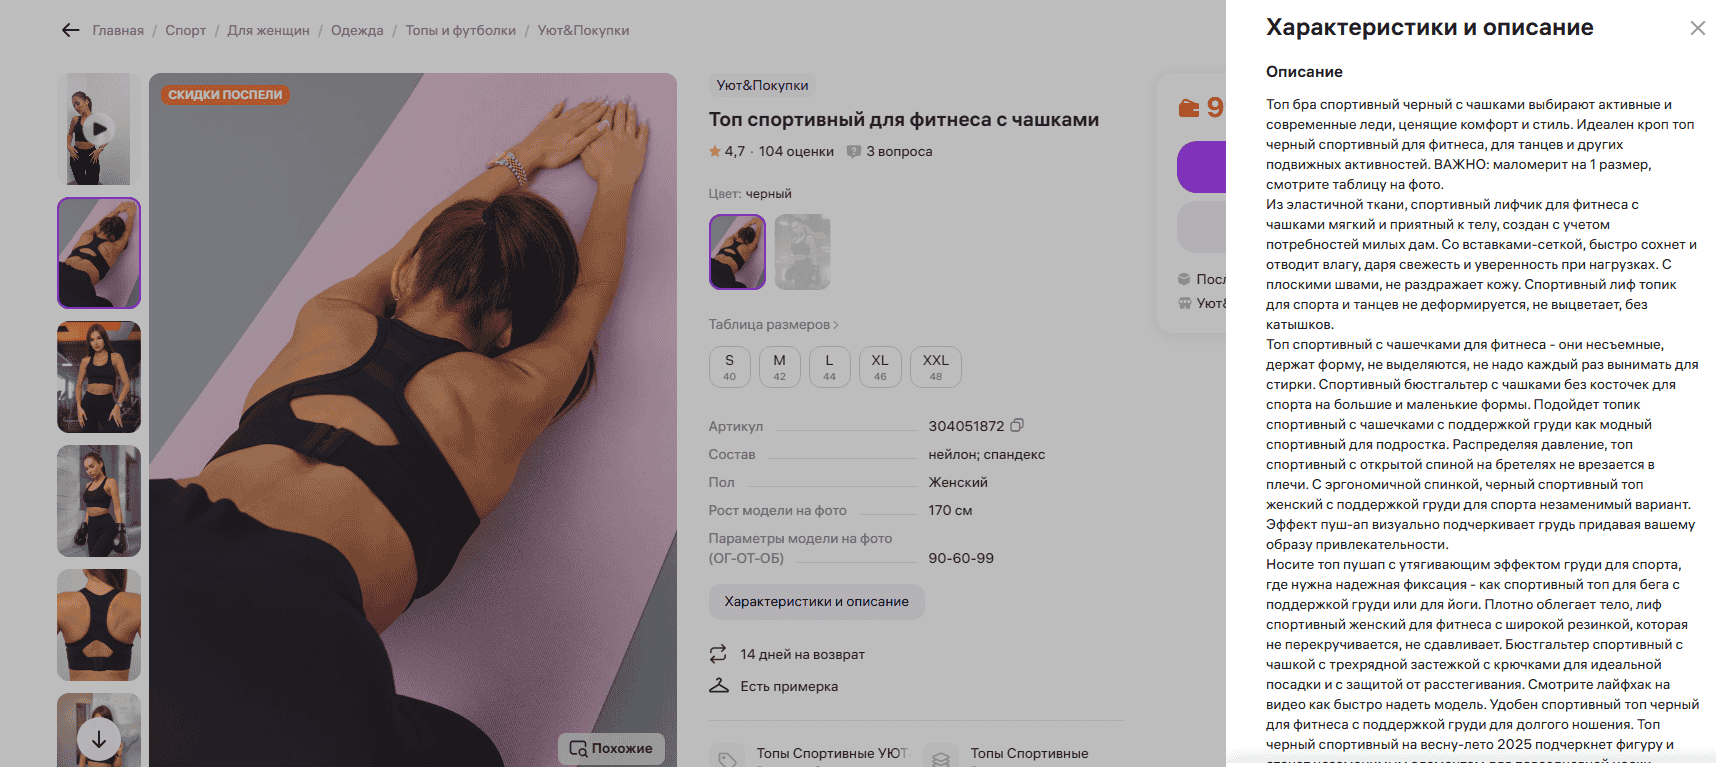 Главная / Спорт / Для женщин / Одежда / Топы и футболки / Уют&Покупки
СКИДКИ ПОСПЕЛИ
Похожие
Уют&Покупки
Топ спортивный для фитнеса с чашками
4,7 · 104 оценки 3 вопроса
Цвет: черный
Таблица размеров
S M L XL XXL
40 42 44 46 48
Артикул 304051872
Состав нейлон; спандекс
Пол Женский
Рост модели на фото 170 см
Параметры модели на фото
(ОГ-ОТ-ОБ) 90-60-99
Характеристики и описание
14 дней на возврат
Есть примерка
Топы Спортивные УЮТ
Топы Спортивные
9
Посл
Уют&
Характеристики и описание
Описание
Топ бра спортивный черный с чашками выбирают активные и
современные леди, ценящие комфорт и стиль. Идеален кроп топ
черный спортивный для фитнеса, для танцев и других
подвижных активностей. ВАЖНО: маломерит на 1 размер,
смотрите таблицу на фото.
Из эластичной ткани, спортивный лифчик для фитнеса с
чашками мягкий и приятный к телу, создан с учетом
потребностей милых дам. Со вставками-сеткой, быстро сохнет и
отводит влагу, даря свежесть и уверенность при нагрузках. С
плоскими швами, не раздражает кожу. Спортивный лиф топик
для спорта и танцев не деформируется, не выцветает, без
катышков.
Топ спортивный с чашечками для фитнеса - они несъемные,
держат форму, не выделяются, не надо каждый раз вынимать для
стирки. Спортивный бюстгальтер с чашками без косточек для
спорта на большие и маленькие формы. Подойдет топик
спортивный с чашечками с поддержкой груди как модный
спортивный для подростка. Распределяя давление, топ
спортивный с открытой спиной на бретелях не врезается в
плечи. С эргономичной спинкой, черный спортивный топ
женский с поддержкой груди для спорта незаменимый вариант.
Эффект пуш-ап визуально подчеркивает грудь придавая вашему
образу привлекательности.
Носите топ пушап с утягивающим эффектом груди для спорта,
где нужна надежная фиксация - как спортивный топ для бега с
поддержкой груди или для йоги. Плотно облегает тело, лиф
спортивный женский для фитнеса с широкой резинкой, которая
не перекручивается, не сдавливает. Бюстгальтер спортивный с
чашкой с трехрядной застежкой с крючками для идеальной
посадки и с защитой от расстегивания. Смотрите лайфхак на
видео как быстро надеть модель. Удобен спортивный топ черный
для фитнеса с поддержкой груди для долгого ношения. Топ
черный спортивный на весну-лето 2025 подчеркнет фигуру и